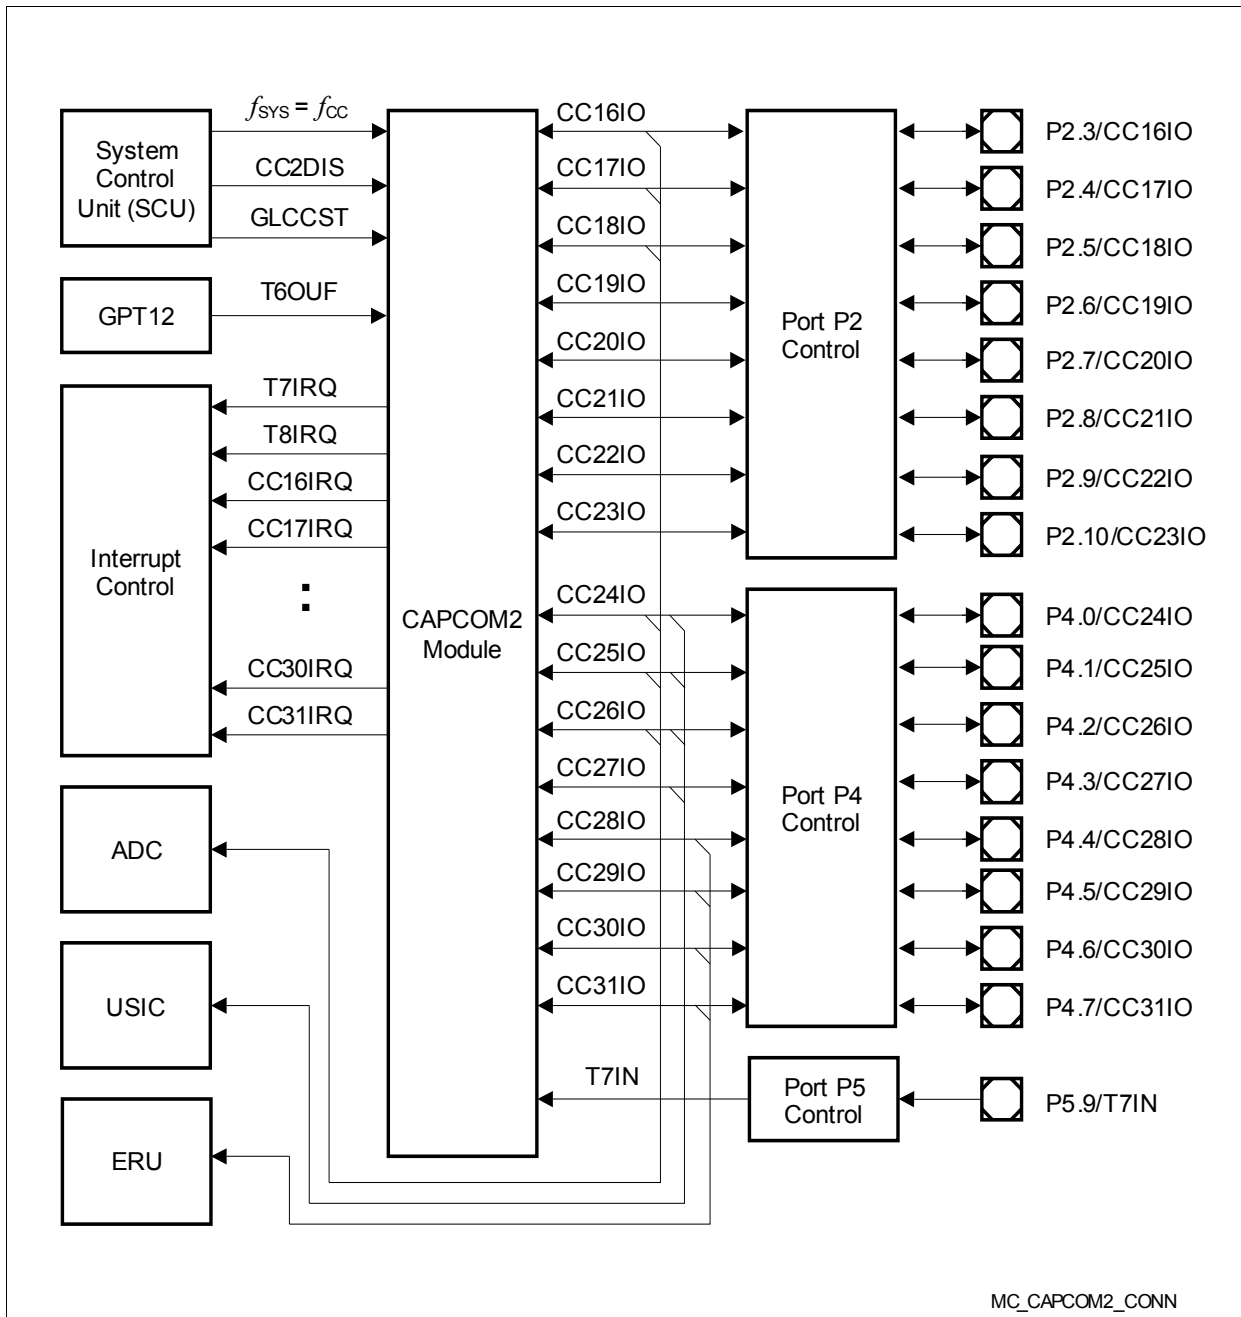 fSYS = fCC
System
Control
Unit (SCU)
CC2DIS
GLCCST
GPT12
T6OUF
Interrupt
Control
T7IRQ
T8IRQ
CC16IRQ
CC17IRQ
:
CC30IRQ
CC31IRQ
ADC
USIC
ERU
CAPCOM2
Module
CC16IO
CC17IO
CC18IO
CC19IO
CC20IO
CC21IO
CC22IO
CC23IO
CC24IO
CC25IO
CC26IO
CC27IO
CC28IO
CC29IO
CC30IO
CC31IO
T7IN
Port P2
Control
Port P4
Control
Port P5
Control
P2.3/CC16IO
P2.4/CC17IO
P2.5/CC18IO
P2.6/CC19IO
P2.7/CC20IO
P2.8/CC21IO
P2.9/CC22IO
P2.10/CC23IO
P4.0/CC24IO
P4.1/CC25IO
P4.2/CC26IO
P4.3/CC27IO
P4.4/CC28IO
P4.5/CC29IO
P4.6/CC30IO
P4.7/CC31IO
P5.9/T7IN
MC_CAPCOM2_CONN